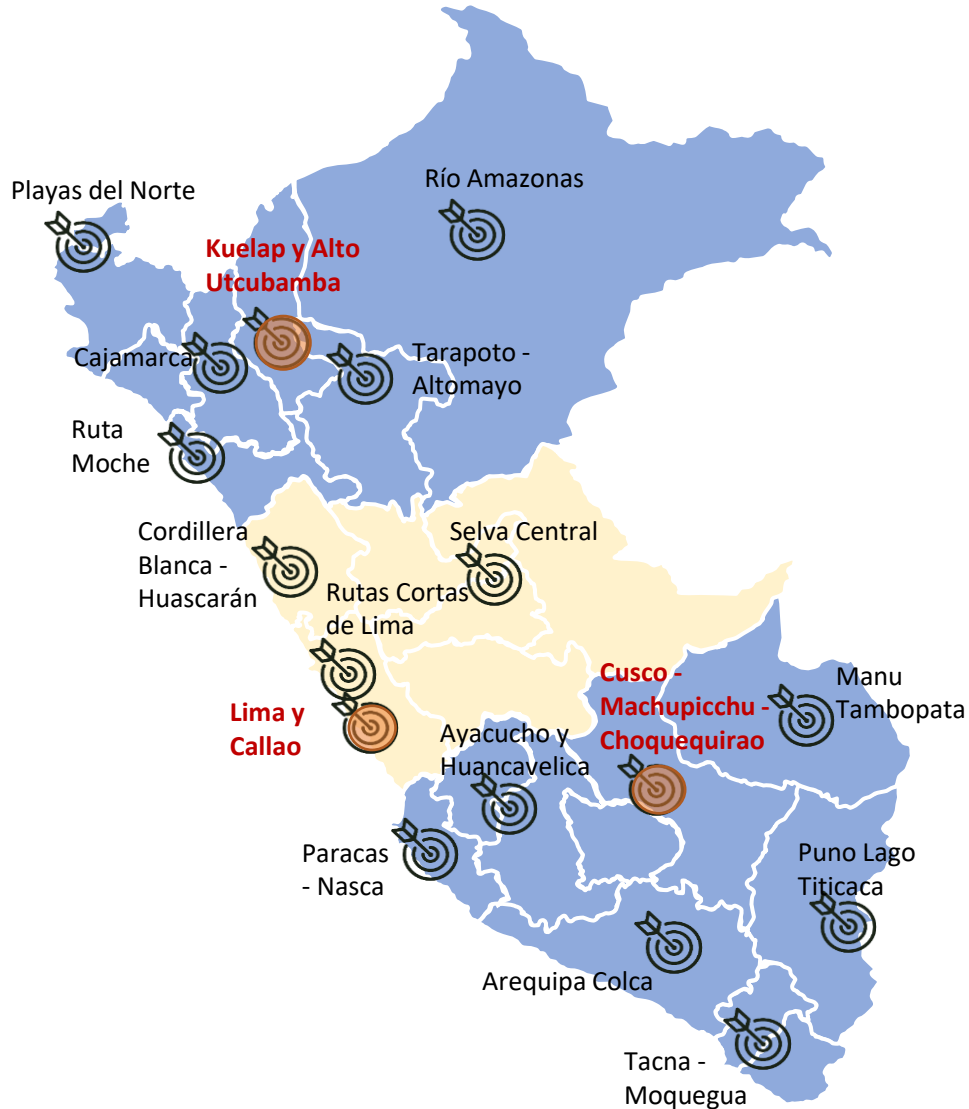 Playas del Norte
Río Amazonas
Kuelap y Alto
Utcubamba
Cajamarca
Tarapoto -
Altomayo
Ruta
Moche
Cordillera
Blanca -
Huascarán
Selva Central
Rutas Cortas
de Lima
Lima y
Callao
Cusco -
Machupicchu -
Choquequirao
Manu
Tambopata
Ayacucho y
Huancavelica
Paracas
- Nasca
Puno Lago
Titicaca
Arequipa Colca
Tacna -
Moquegua